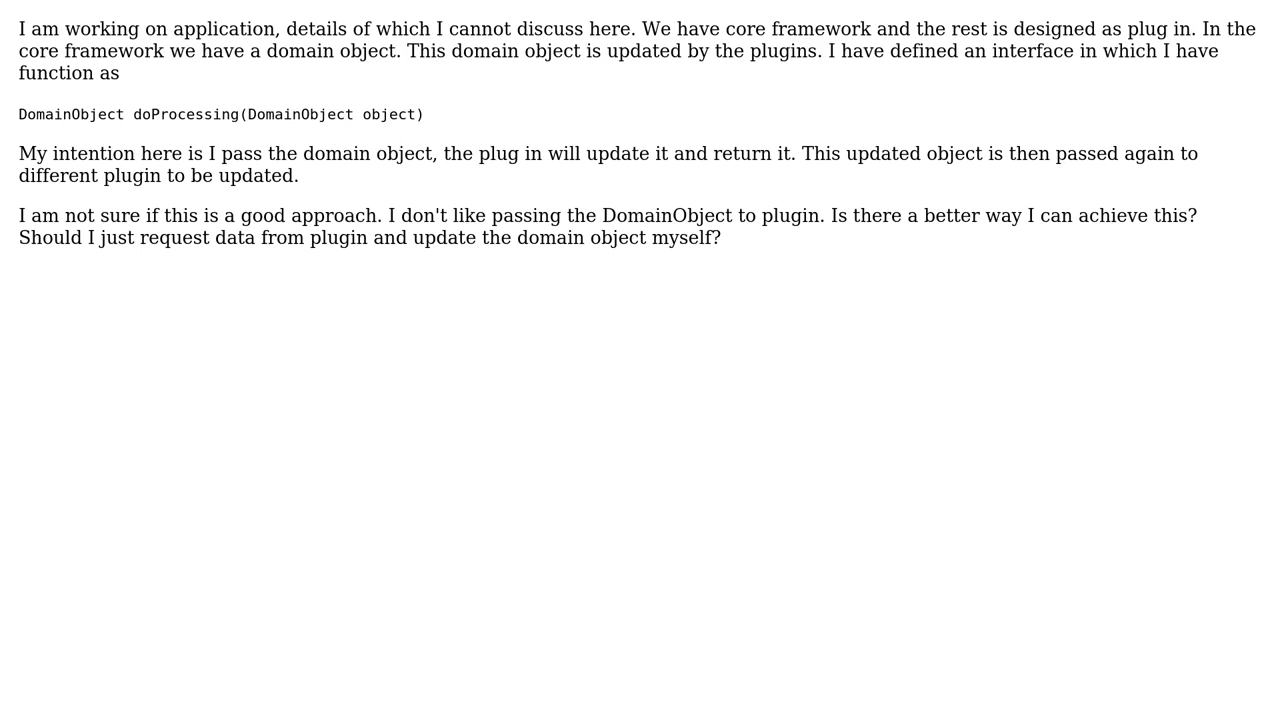 I am working on application, details of which I cannot discuss here. We have core framework and the rest is designed as plug in. In the
core framework we have a domain object. This domain object is updated by the plugins. I have defined an interface in which I have
function as
DomainObject doProcessing(DomainObject object)
My intention here is I pass the domain object, the plug in will update it and return it. This updated object is then passed again to
different plugin to be updated.
I am not sure if this is a good approach. I don't like passing the DomainObject to plugin. Is there a better way I can achieve this?
Should I just request data from plugin and update the domain object myself?